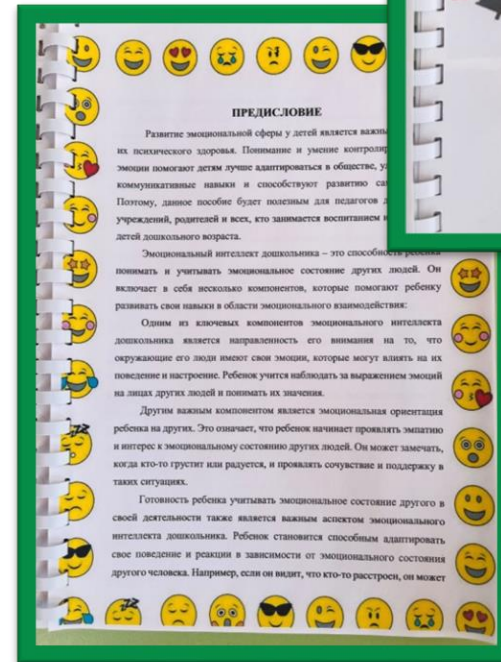 ПРЕДИСЛОВИЕ
Развитие эмоциональной сферы у детей является
их психического здоровья. Понимание и умение
эмоции помогают детям лучше адаптироваться в обществе,
коммуникативные навыки и способствуют развитию
Поэтому, данное пособие будет полезным для педагогов
учреждений, родителей и всех, кто занимается воспитанием
детей дошкольного возраста.
Эмоциональный интеллект дошкольника – это способность ребенка
понимать и учитывать эмоциональное состояние других людей. Он
включает в себя несколько компонентов, которые помогают ребенку
развивать свои навыки в области эмоционального взаимодействия:
Одним из ключевых компонентов эмоционального интеллекта
дошкольника является направленность его внимания на то, что
окружающие его люди имеют свои эмоции, которые могут влиять на их
поведение и настроение. Ребенок учится наблюдать за выражением эмоций
на лицах других людей и понимать их значения.
Другим важным компонентом является эмоциональная ориентация
ребенка на других. Это означает, что ребенок начинает проявлять эмпатию
и интерес к эмоциональному состоянию других людей. Он может замечать,
когда кто-то грустит или радуется, и проявлять сочувствие и поддержку в
таких ситуациях.
Готовность ребенка учитывать эмоциональное состояние другого в
своей деятельности также является важным аспектом эмоционального
интеллекта дошкольника. Ребенок становится способным адаптировать
свое поведение и реакции в зависимости от эмоционального состояния
другого человека. Например, если он видит, что кто-то расстроен, он может